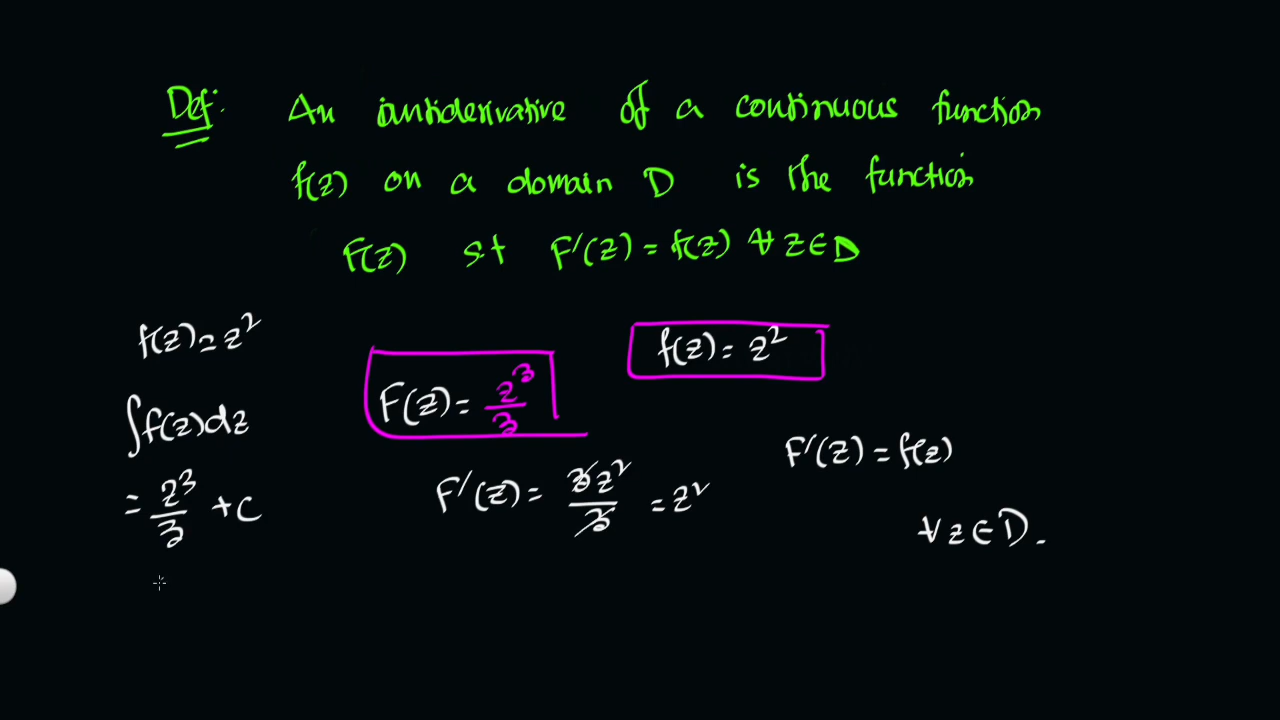 Def: An antiderivative of a continuous function
f(z) on a domain D is the function
F(z) st F'(z) = f(z) ∀ z∈D
f(z) = z²
∫f(z)dz
= z³/3 + C
F(z) = z³/3
F'(z) = 3z²/3 = z²
f(z) = z²
F'(z) = f(z)
∀ z ∈ D.